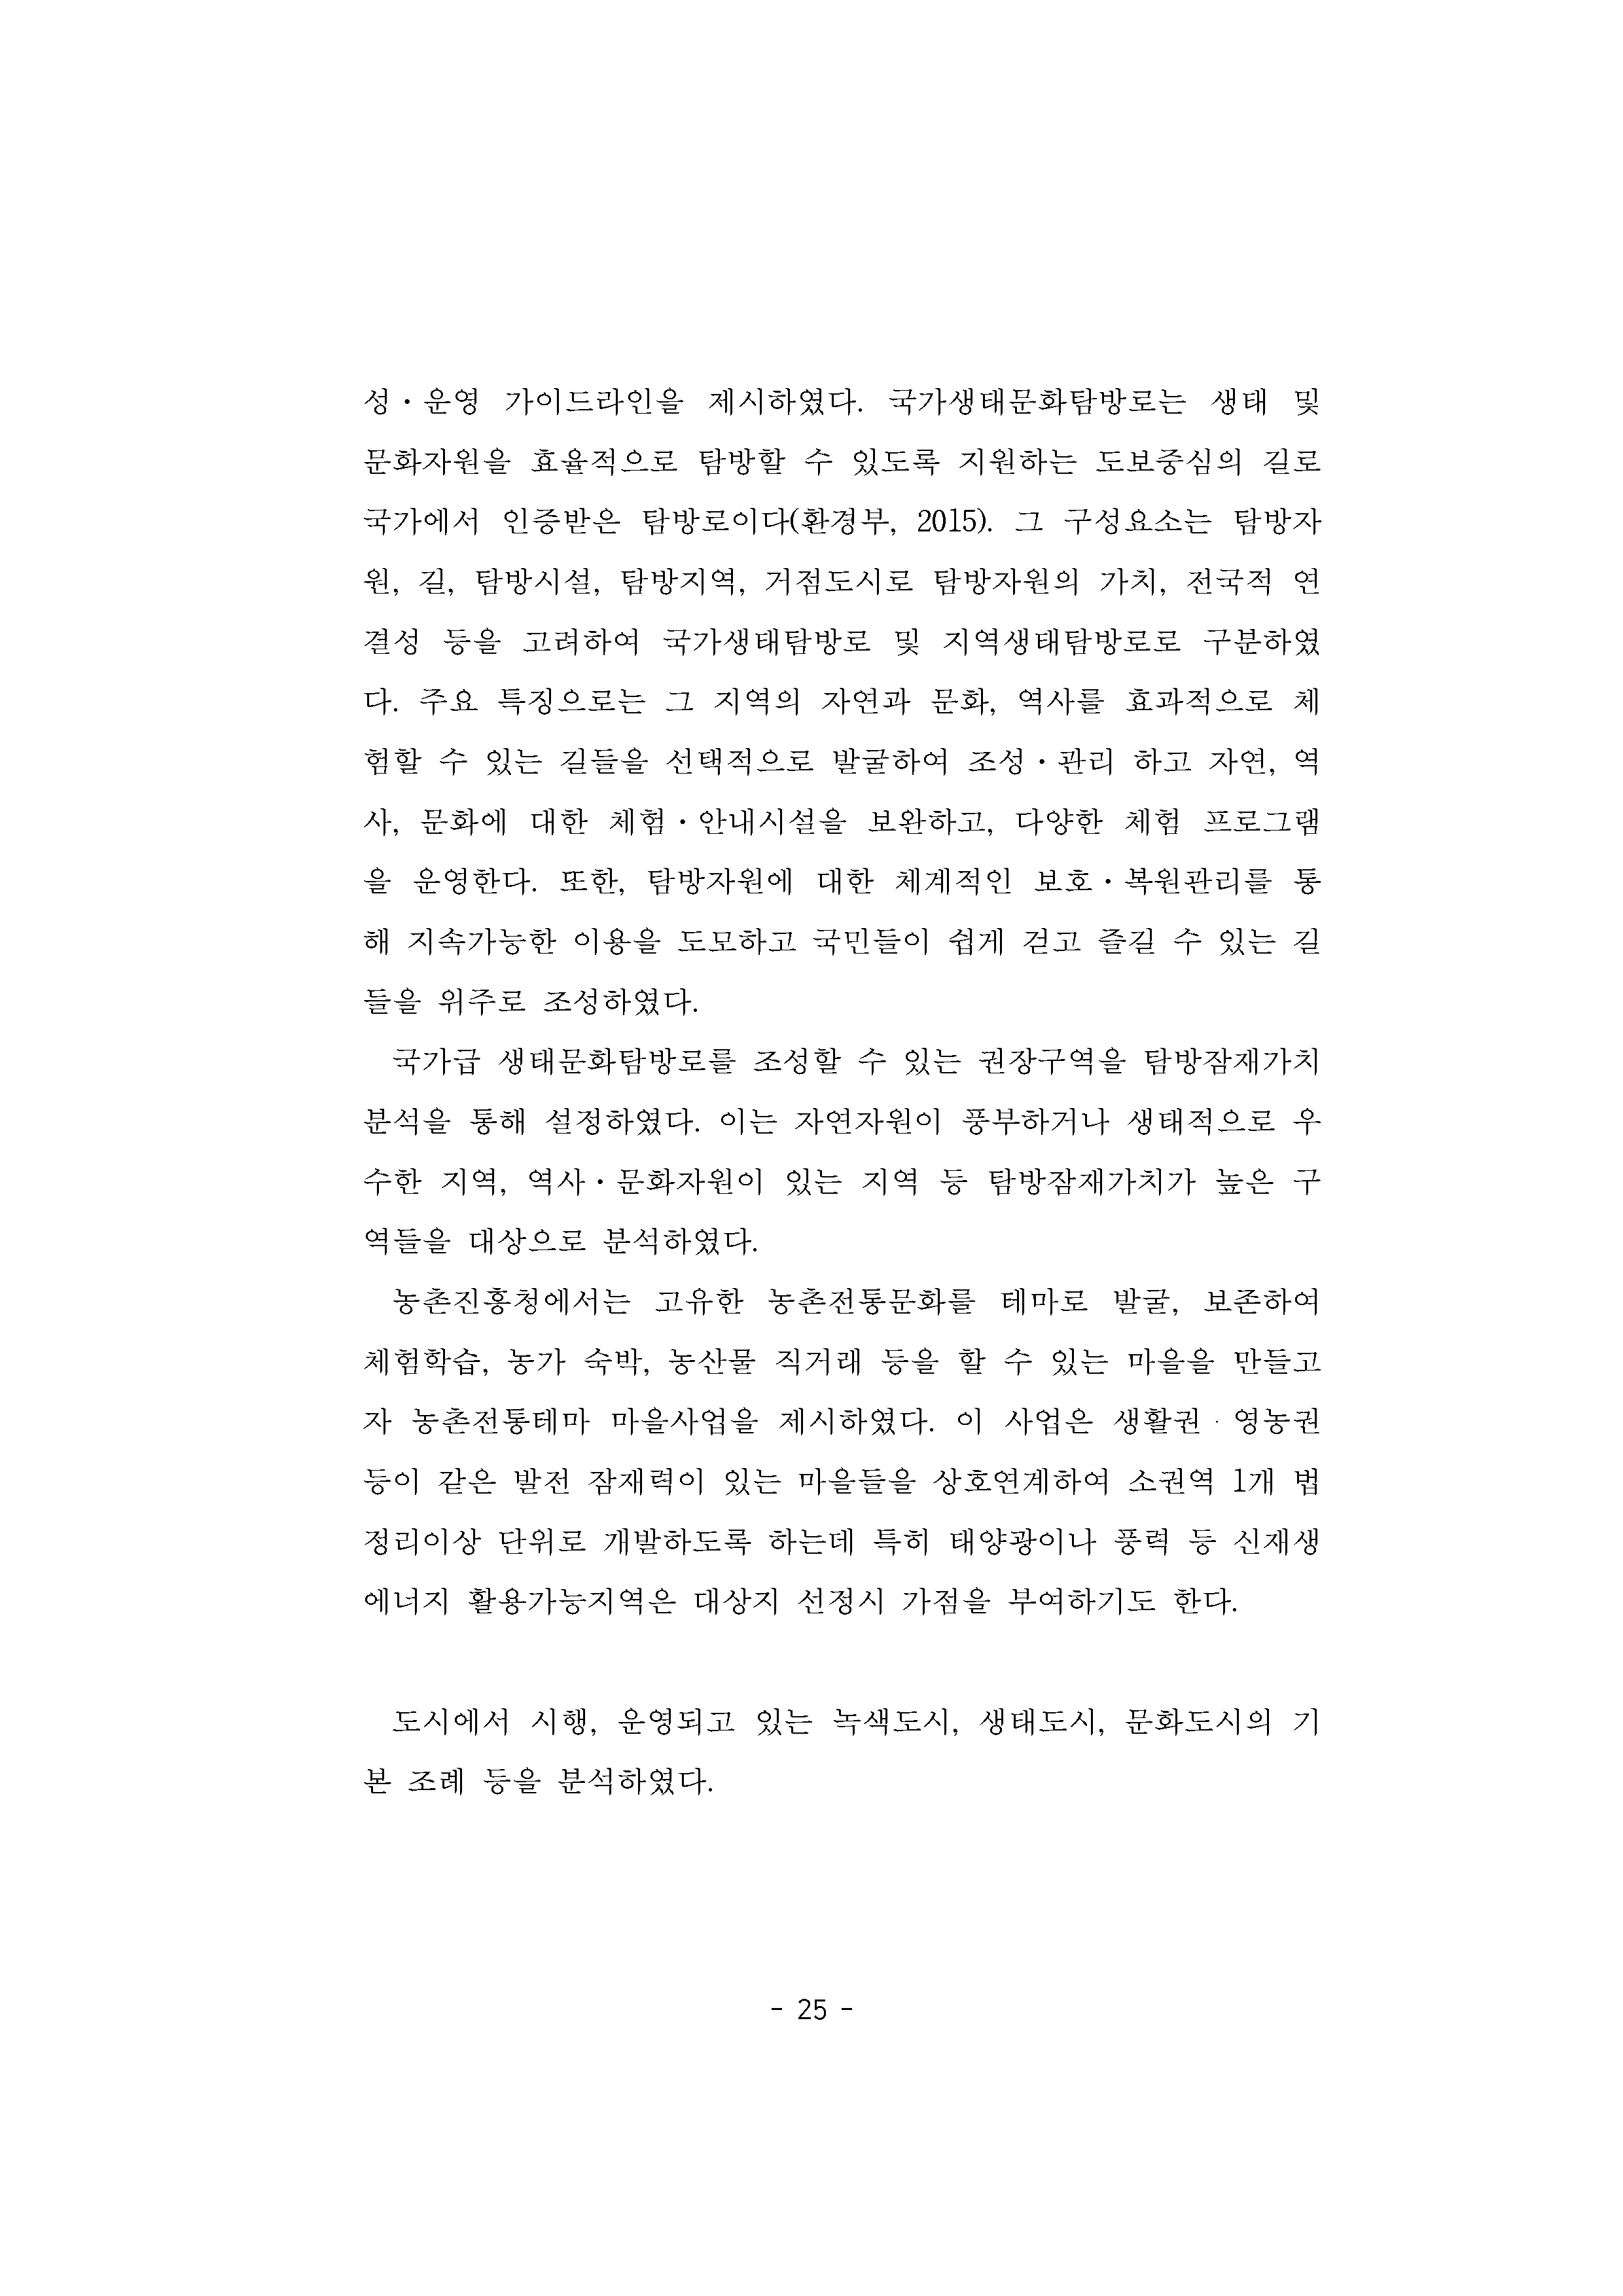 성・운영 가이드라인을 제시하였다. 국가생태문화탐방로는 생태 및
문화자원을 효율적으로 탐방할 수 있도록 지원하는 도보중심의 길로
국가에서 인증받은 탐방로이다(환경부, 2015). 그 구성요소는 탐방자
원, 길, 탐방시설, 탐방지역, 거점도시로 탐방자원의 가치, 전국적 연
결성 등을 고려하여 국가생태탐방로 및 지역생태탐방로로 구분하였
다. 주요 특징으로는 그 지역의 자연과 문화, 역사를 효과적으로 체
험할 수 있는 길들을 선택적으로 발굴하여 조성・관리 하고 자연, 역
사, 문화에 대한 체험・안내시설을 보완하고, 다양한 체험 프로그램
을 운영한다. 또한, 탐방자원에 대한 체계적인 보호・복원관리를 통
해 지속가능한 이용을 도모하고 국민들이 쉽게 걷고 즐길 수 있는 길
들을 위주로 조성하였다.
국가급 생태문화탐방로를 조성할 수 있는 권장구역을 탐방잠재가치
분석을 통해 설정하였다. 이는 자연자원이 풍부하거나 생태적으로 우
수한 지역, 역사・문화자원이 있는 지역 등 탐방잠재가치가 높은 구
역들을 대상으로 분석하였다.
농촌진흥청에서는 고유한 농촌전통문화를 테마로 발굴, 보존하여
체험학습, 농가 숙박, 농산물 직거래 등을 할 수 있는 마을을 만들고
자 농촌전통테마 마을사업을 제시하였다. 이 사업은 생활권·영농권
등이 같은 발전 잠재력이 있는 마을들을 상호연계하여 소권역 1개 법
정리이상 단위로 개발하도록 하는데 특히 태양광이나 풍력 등 신재생
에너지 활용가능지역은 대상지 선정시 가점을 부여하기도 한다.
도시에서 시행, 운영되고 있는 녹색도시, 생태도시, 문화도시의 기
본 조례 등을 분석하였다.
- 25 -